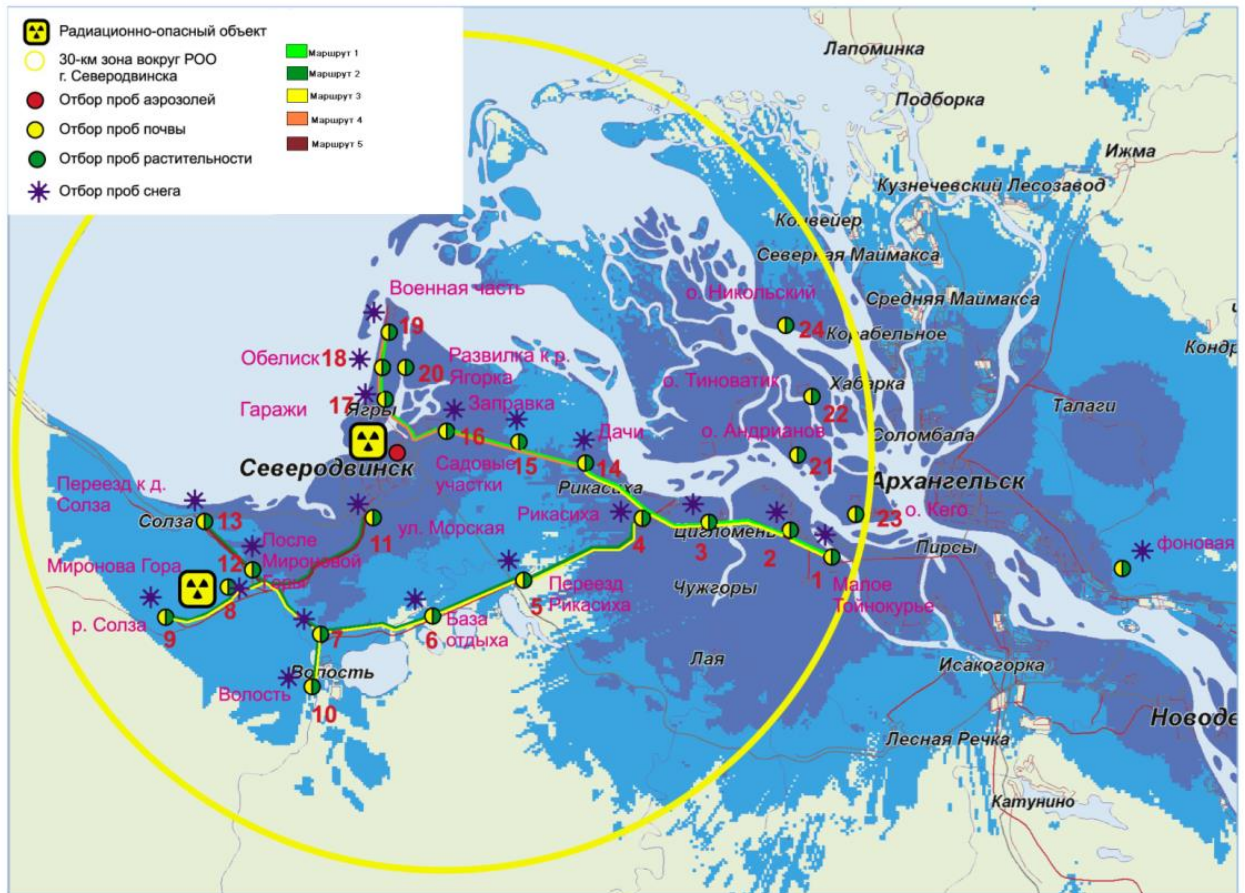 Радиационно-опасный объект
30-км зона вокруг РОО
г. Северодвинска
Отбор проб аэрозолей
Отбор проб почвы
Отбор проб растительности
Отбор проб снега
Маршрут 1
Маршрут 2
Маршрут 3
Маршрут 4
Маршрут 5
Лапоминка
Подборка
Ижма
Кузнечевский Лесозавод
Конвейер
Северная Маймакса
Военная часть
о. Никольский
Средняя Маймакса
19
24
Корабельное
Конд
Обелиск 18
20
Развилка к р.
Ягорка
о. Тиноватик
Хабарка
Гаражи
17
Ягры
Заправка
22
Талаги
16
15
Дачи
о. Андрианов
Соломбала
Северодвинск
Садовые
участки
14
21
Переезд к д.
Солза
Рикасиха
Архангельск
Солза
13
11
ул. Морская
Рикасиха
4
3
Цигломень
2
23
о. Кего
Пирсы
фоновая
12
После
Мироновой
Горы
Миронова Гора
8
9
р. Солза
7
6
База
отдыха
5
Переезд
Рикасиха
Чужгоры
1
Малое
Тойнокурье
Волость
Волость
10
Лая
Исакогорка
Новоде
Лесная Речка
Катунино